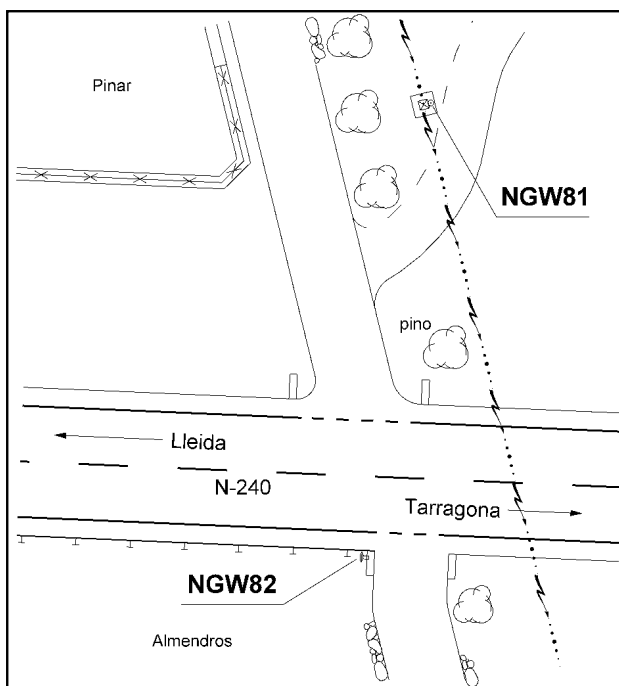 Pinar
NGW81
pino
Lleida
N-240
Tarragona
NGW82
Almendros